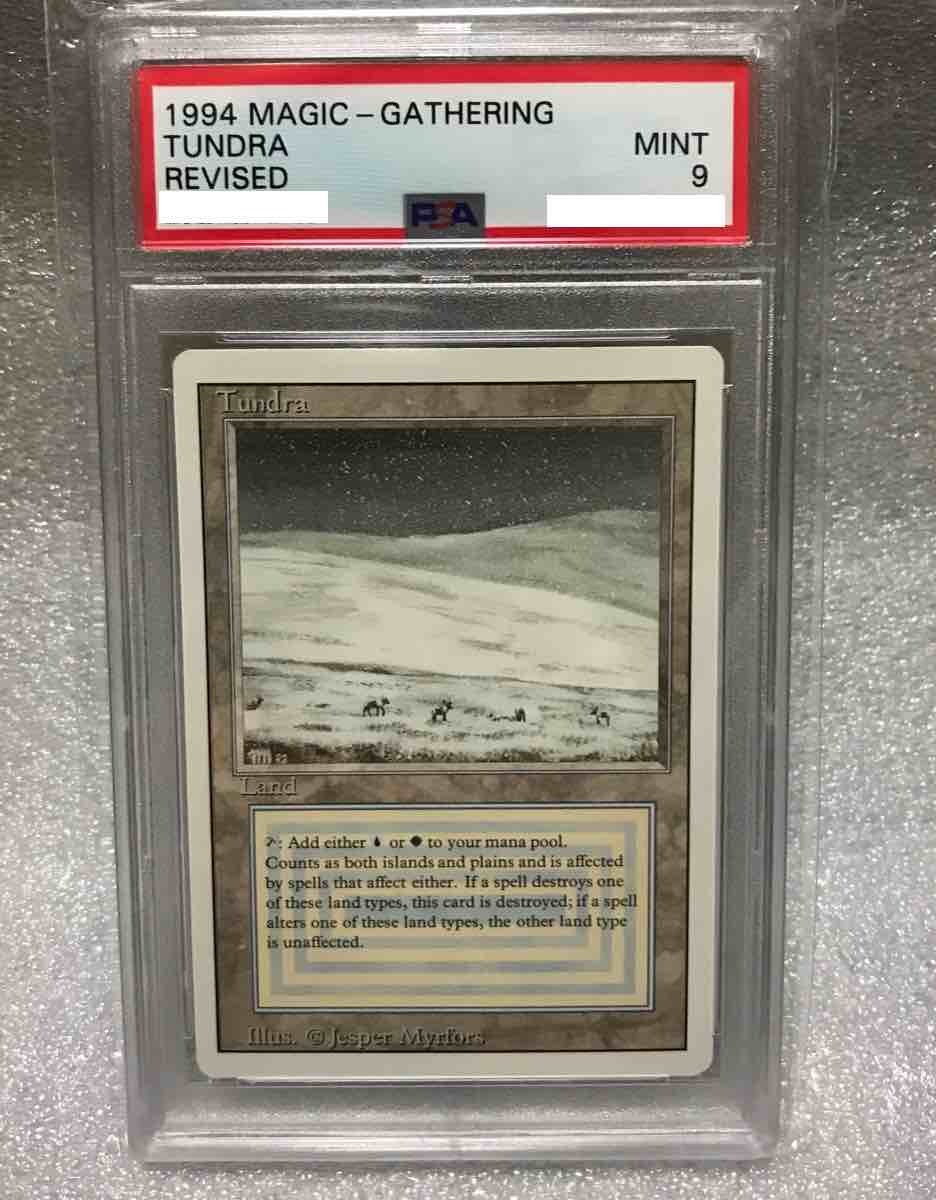 1994 MAGIC – GATHERING
TUNDRA
MINT
REVISED
9
PSA
Tundra
Land
: Add either or to your mana pool.
Counts as both islands and plains and is affected
by spells that affect either. If a spell destroys one
of these land types, this card is destroyed; if a spell
alters one of these land types, the other land type
is unaffected.
Illus. © Jesper Myrfors